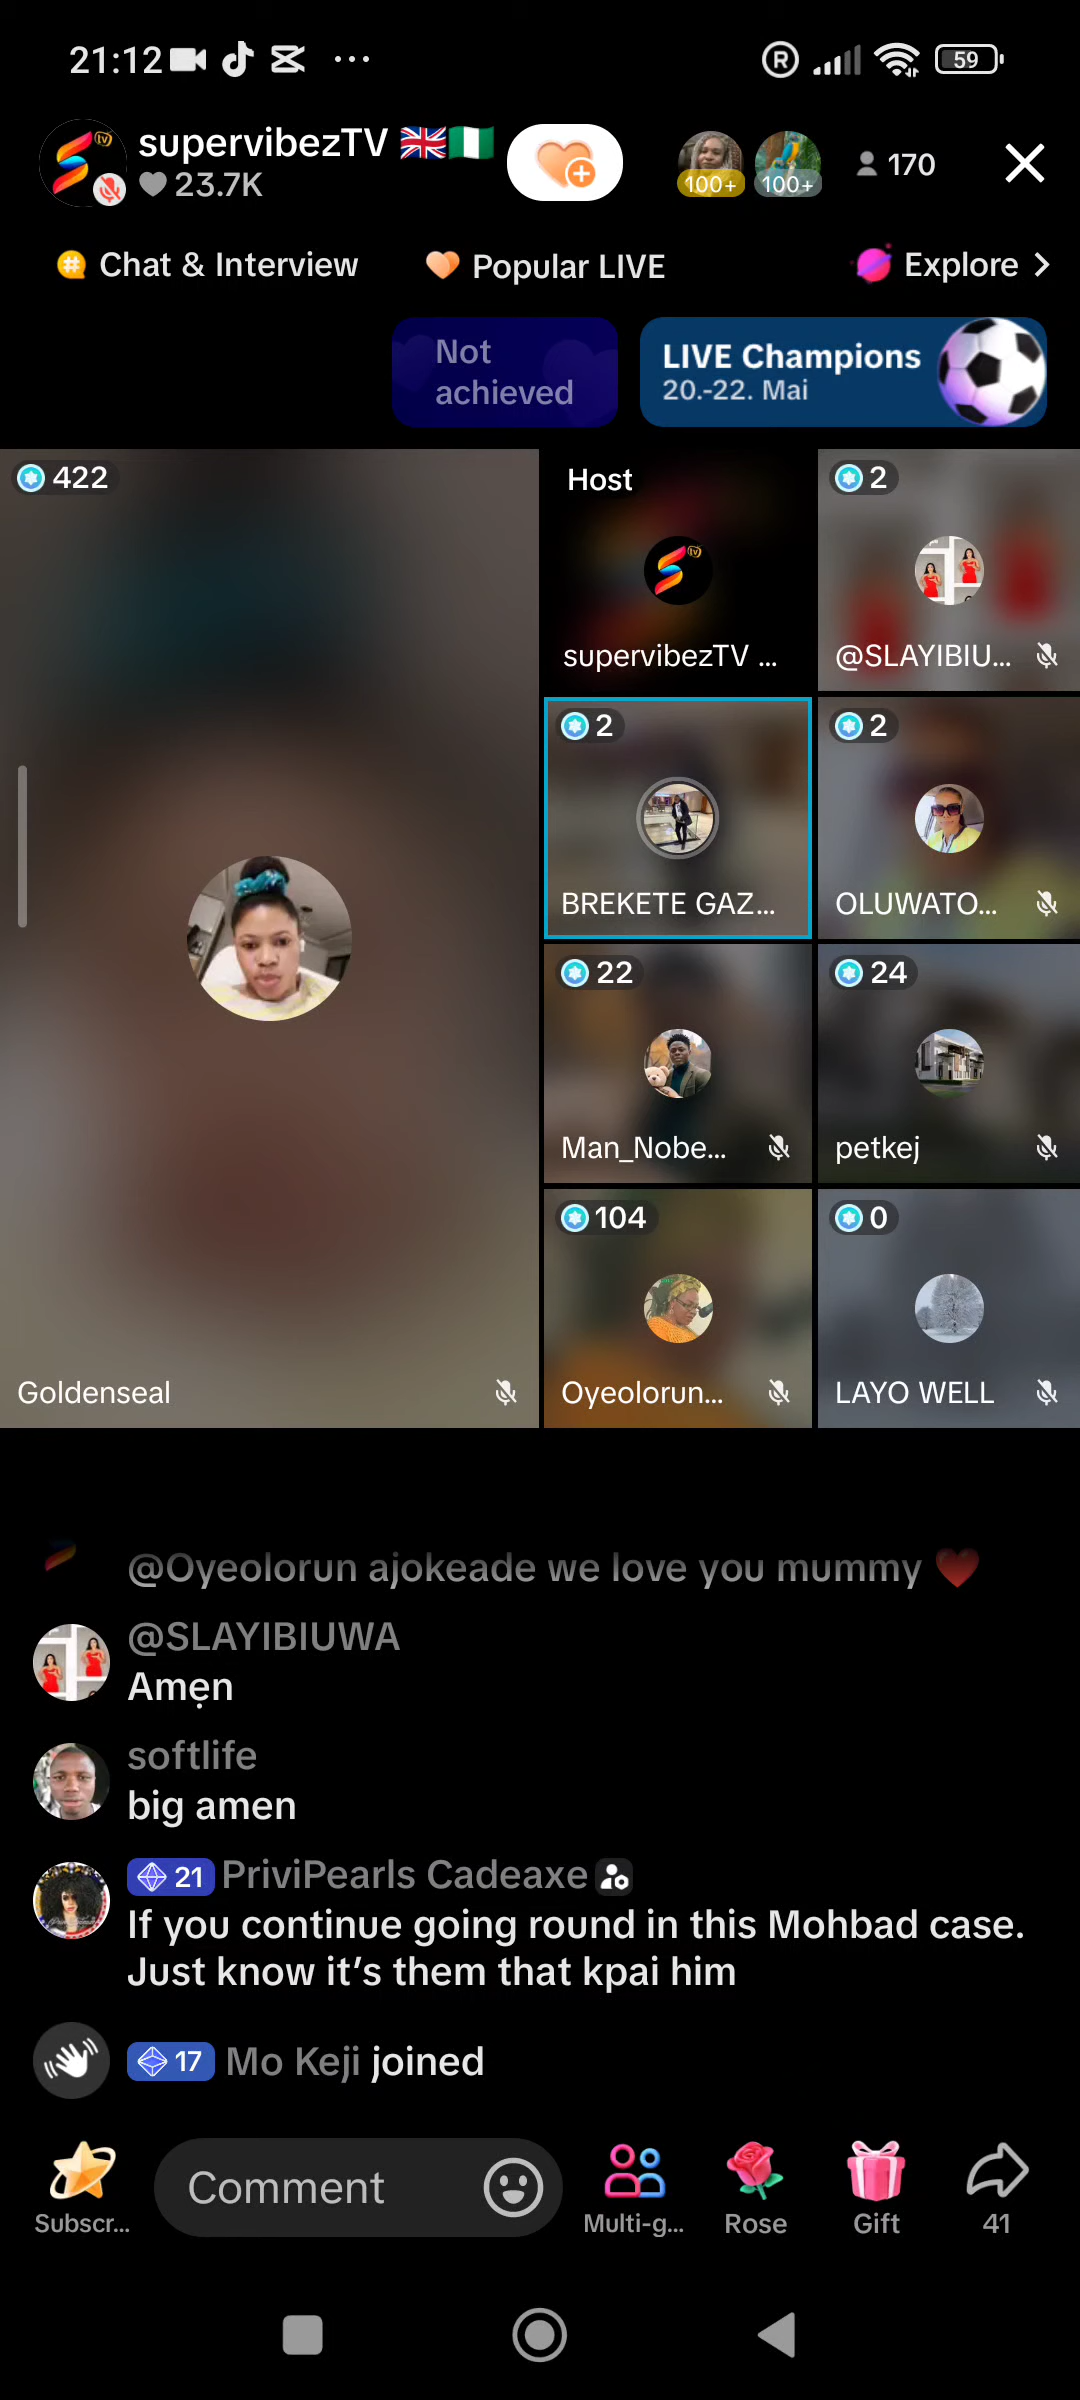 21:12
59
supervibezTV 🇬🇧🇳🇬
23.7K
100+
100+
170
Chat & Interview
Popular LIVE
Explore
Not
achieved
LIVE Champions
20.-22. Mai
422
Host
supervibezTV ...
2
@SLAYIBIU...
2
BREKETE GAZ...
2
OLUWATO...
22
Man_Nobe...
24
petkej
104
Oyeolorun...
0
LAYO WELL
Goldenseal
@Oyeolorun ajokeade we love you mummy ❤️
@SLAYIBIUWA
Amẹn
softlife
big amen
21 PriviPearls Cadeaxe
If you continue going round in this Mohbad case.
Just know it’s them that kpai him
17 Mo Keji joined
Comment
Subscr...
Multi-g...
Rose
Gift
41